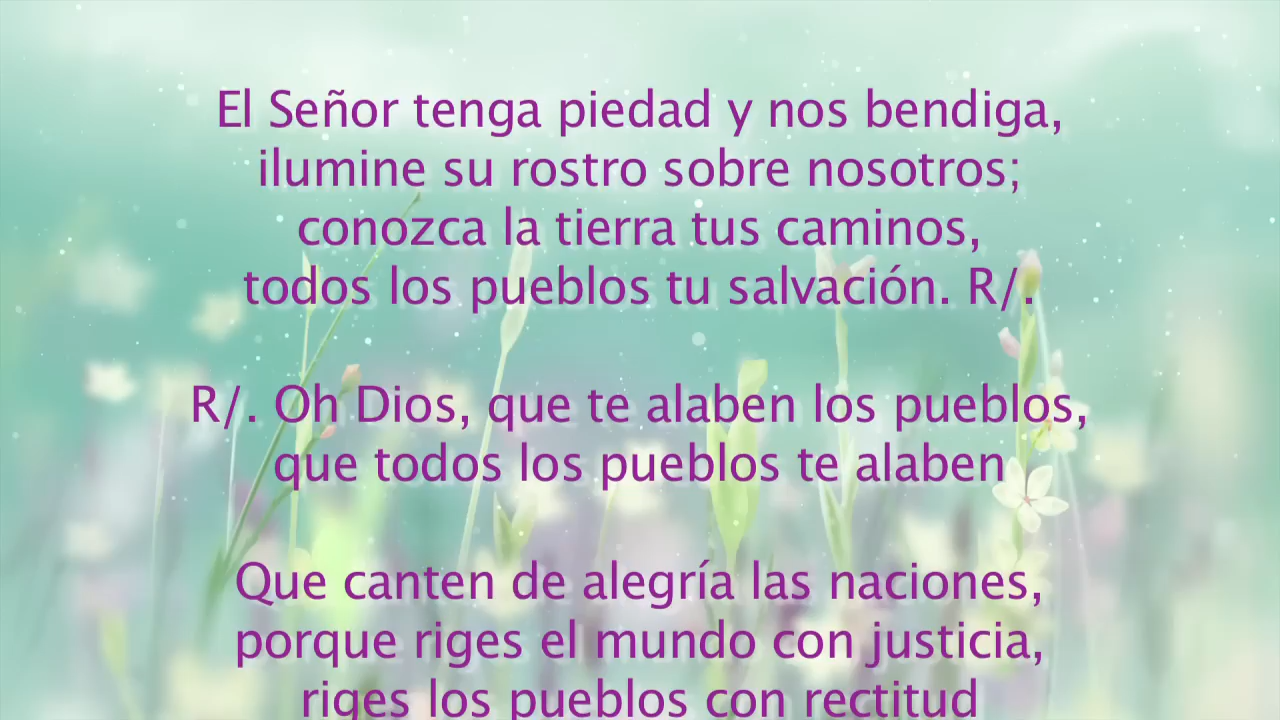 El Señor tenga piedad y nos bendiga,
ilumine su rostro sobre nosotros;
conozca la tierra tus caminos,
todos los pueblos tu salvación. R/.
R/. Oh Dios, que te alaben los pueblos,
que todos los pueblos te alaben
Que canten de alegría las naciones,
porque riges el mundo con justicia,
riges los pueblos con rectitud